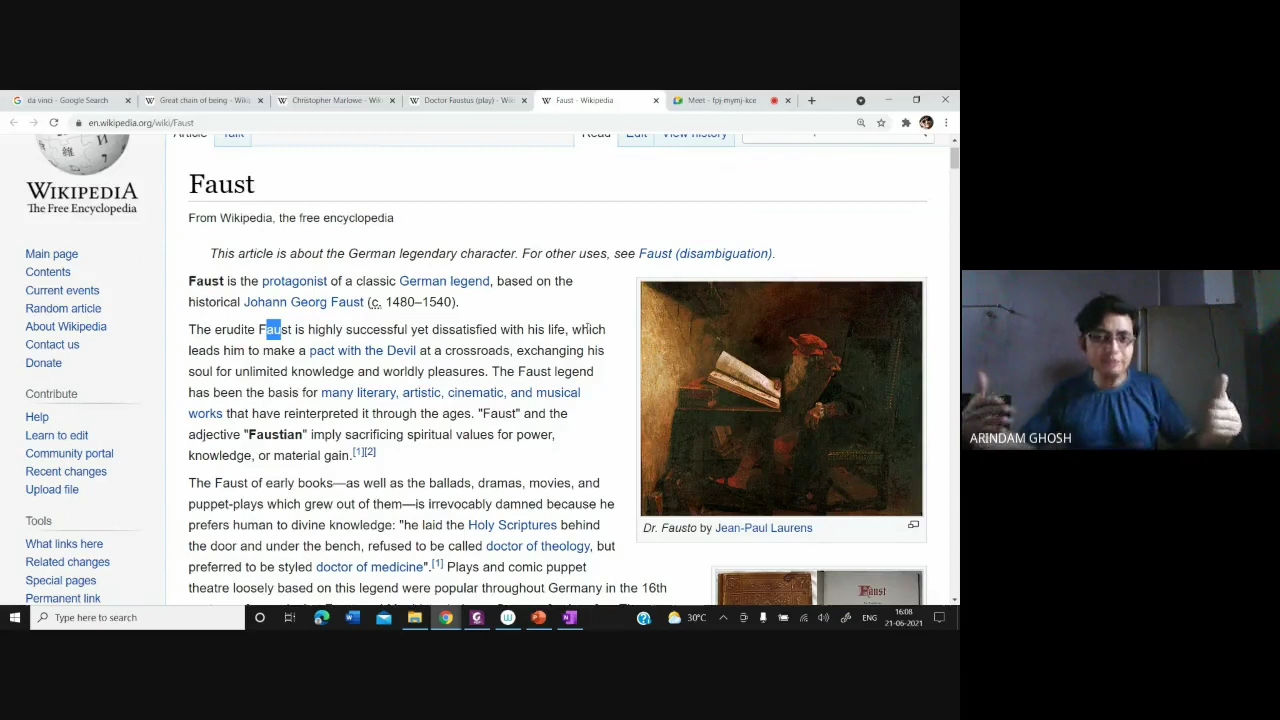 da vinci - Google Search
Great chain of being - Wiki
Christopher Marlowe - Wiki
Doctor Faustus (play) - Wiki
Faust - Wikipedia
Meet - fpj-mymj-kce
en.wikipedia.org/wiki/Faust
Article Talk Read Edit View history
WIKIPEDIA
The Free Encyclopedia
Main page
Contents
Current events
Random article
About Wikipedia
Contact us
Donate
Contribute
Help
Learn to edit
Community portal
Recent changes
Upload file
Tools
What links here
Related changes
Special pages
Permanent link
Faust
From Wikipedia, the free encyclopedia
This article is about the German legendary character. For other uses, see Faust (disambiguation).
Faust is the protagonist of a classic German legend, based on the
historical Johann Georg Faust (c. 1480–1540).
The erudite Faust is highly successful yet dissatisfied with his life, which
leads him to make a pact with the Devil at a crossroads, exchanging his
soul for unlimited knowledge and worldly pleasures. The Faust legend
has been the basis for many literary, artistic, cinematic, and musical
works that have reinterpreted it through the ages. "Faust" and the
adjective "Faustian" imply sacrificing spiritual values for power,
knowledge, or material gain.[1][2]
The Faust of early books—as well as the ballads, dramas, movies, and
puppet-plays which grew out of them—is irrevocably damned because he
prefers human to divine knowledge: "he laid the Holy Scriptures behind
the door and under the bench, refused to be called doctor of theology, but
preferred to be styled doctor of medicine".[1] Plays and comic puppet
theatre loosely based on this legend were popular throughout Germany in the 16th
Dr. Fausto by Jean-Paul Laurens
Faust
ARINDAM GHOSH
Type here to search
30°C
ENG
16:08
21-06-2021